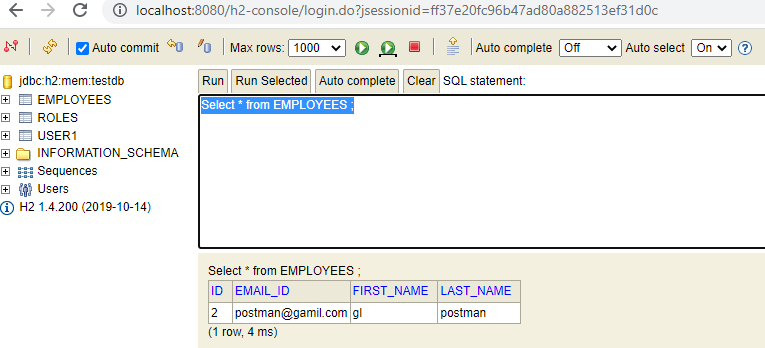 localhost:8080/h2-console/login.do?jsessionid=ff37e20fc96b47ad80a882513ef31d0c
Auto commit Max rows: 1000 Auto complete Off Auto select On
jdbc:h2:mem:testdb
EMPLOYEES
ROLES
USER1
INFORMATION_SCHEMA
Sequences
Users
H2 1.4.200 (2019-10-14)
Run Run Selected Auto complete Clear SQL statement:
Select * from EMPLOYEES ;
Select * from EMPLOYEES ;
ID EMAIL_ID FIRST_NAME LAST_NAME
2 postman@gamil.com gl postman
(1 row, 4 ms)